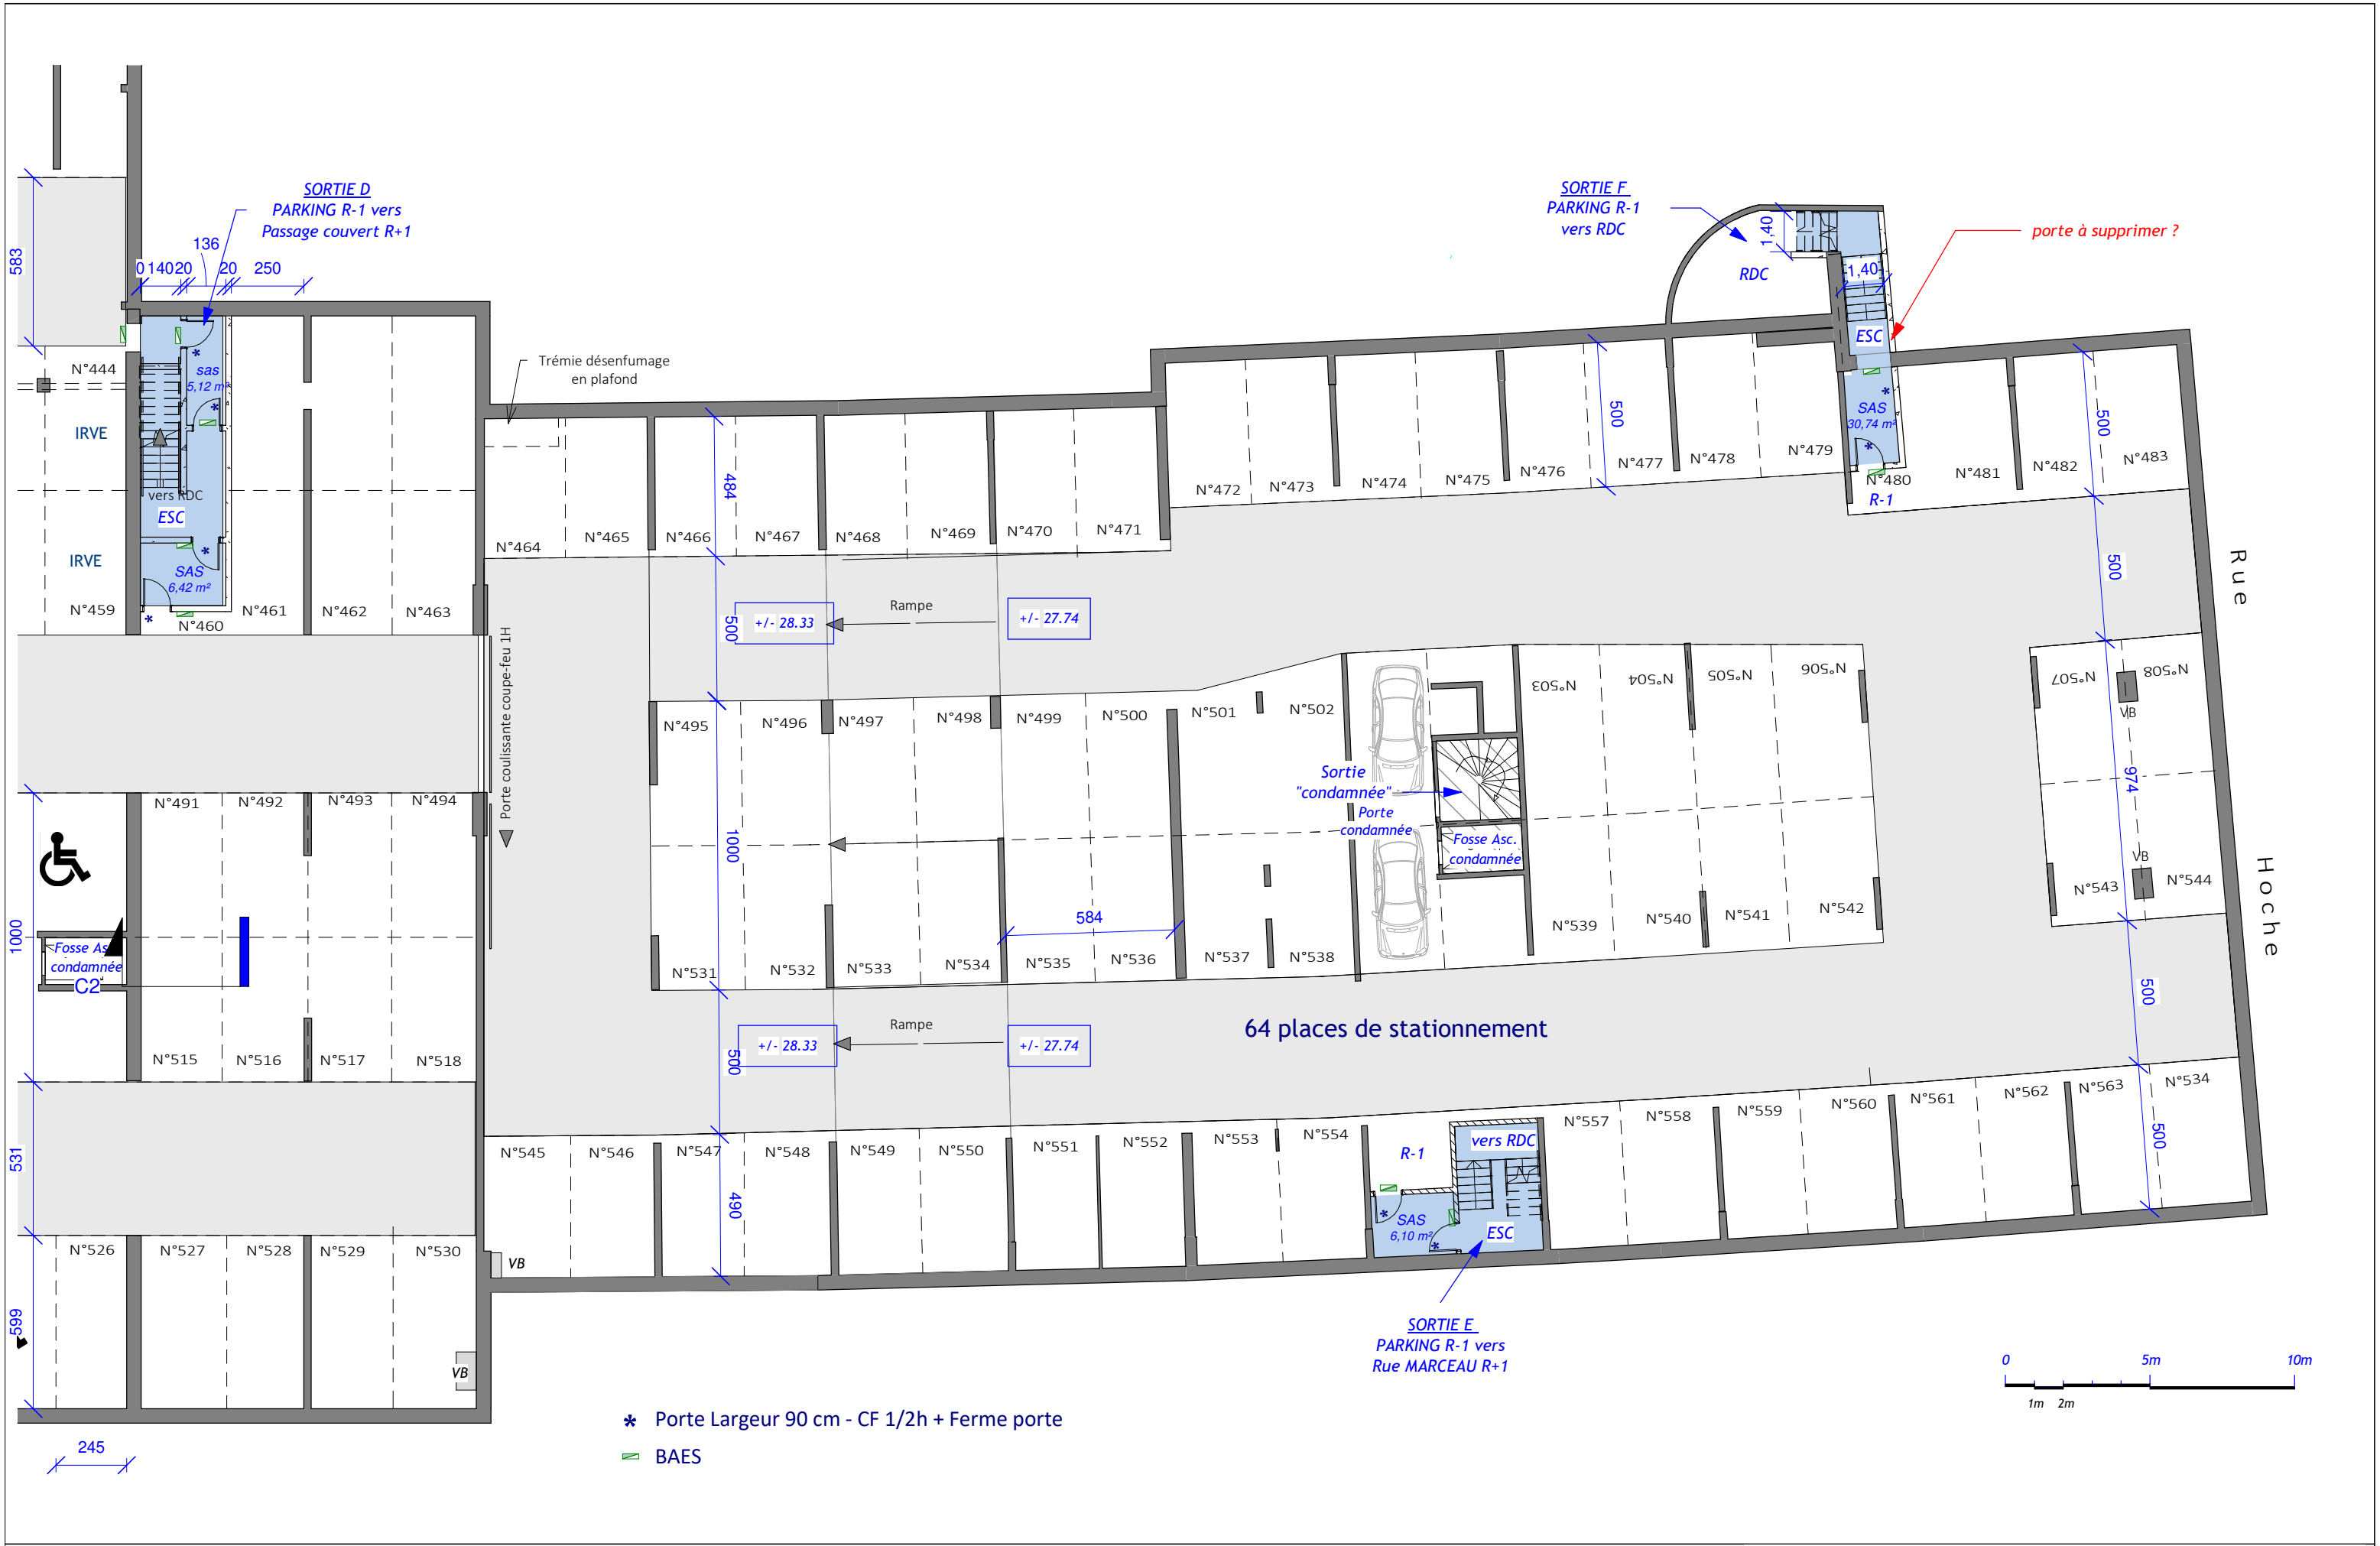 SORTIE D
PARKING R-1 vers
Passage couvert R+1
SORTIE F
PARKING R-1
vers RDC
1,40
RDC
1,40
porte à supprimer ?
ESC
583
136
0
140
20
20
250
Trémie désenfumage
en plafond
N°444
IRVE
IRVE
N°459
sas
5,12 m²
vers RDC
ESC
SAS
6,42 m²
N°460
N°461
N°462
N°463
N°464
N°465
N°466
N°467
N°468
N°469
N°470
N°471
484
N°472
N°473
N°474
N°475
N°476
N°477
N°478
N°479
500
SAS
30,74 m²
N°480
R-1
N°481
N°482
N°483
500
Rue
Hoche
500
Porte coulissante coupe-feu 1H
500
+/- 28.33
Rampe
+/- 27.74
N°491
N°492
N°493
N°494
N°495
N°496
N°497
N°498
N°499
N°500
N°501
N°502
N°503
N°504
N°505
N°506
N°507
N°508
VB
974
VB
Sortie
"condamnée"
Porte
condamnée
Fosse Asc.
condamnée
1000
1000
584
Fosse As
condamnée
C2
N°531
N°532
N°533
N°534
N°535
N°536
N°537
N°538
N°539
N°540
N°541
N°542
N°543
N°544
500
N°515
N°516
N°517
N°518
500
+/- 28.33
Rampe
+/- 27.74
64 places de stationnement
531
N°545
N°546
N°547
N°548
N°549
N°550
N°551
N°552
N°553
N°554
R-1
vers RDC
SAS
6,10 m²
ESC
N°557
N°558
N°559
N°560
N°561
N°562
N°563
N°534
500
490
N°526
N°527
N°528
N°529
N°530
VB
VB
599
245
SORTIE E
PARKING R-1 vers
Rue MARCEAU R+1
0
5m
10m
1m
2m
* Porte Largeur 90 cm - CF 1/2h + Ferme porte
BAES